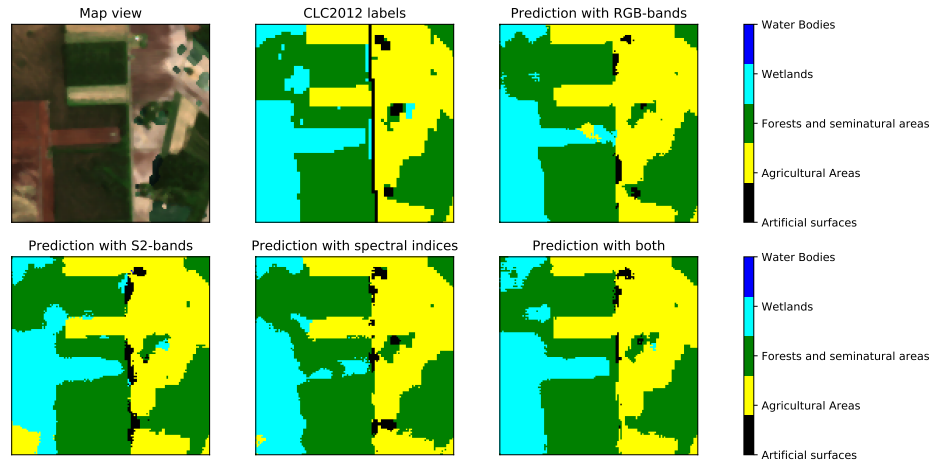 Map view
CLC2012 labels
Prediction with RGB-bands
Water Bodies
Wetlands
Forests and seminatural areas
Agricultural Areas
Artificial surfaces
Prediction with S2-bands
Prediction with spectral indices
Prediction with both
Water Bodies
Wetlands
Forests and seminatural areas
Agricultural Areas
Artificial surfaces